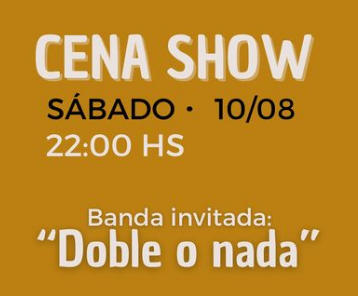 CENA SHOW
SÁBADO · 10/08
22:00 HS
Banda invitada:
“Doble o nada”